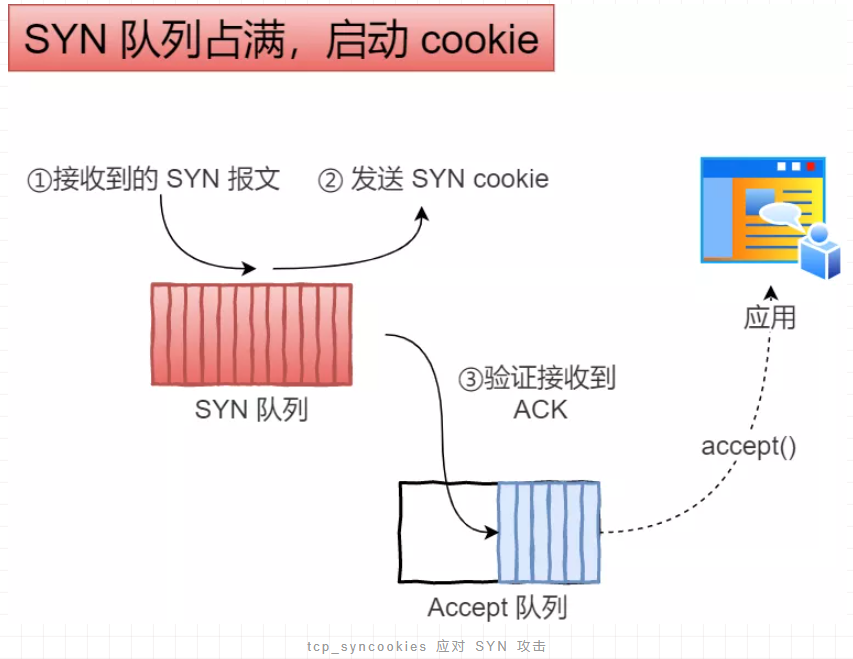 SYN 队列占满，启动 cookie
①接收到的 SYN 报文
② 发送 SYN cookie
应用
SYN 队列
③验证接收到
ACK
accept()
Accept 队列
tcp_syncookies 应对 SYN 攻击